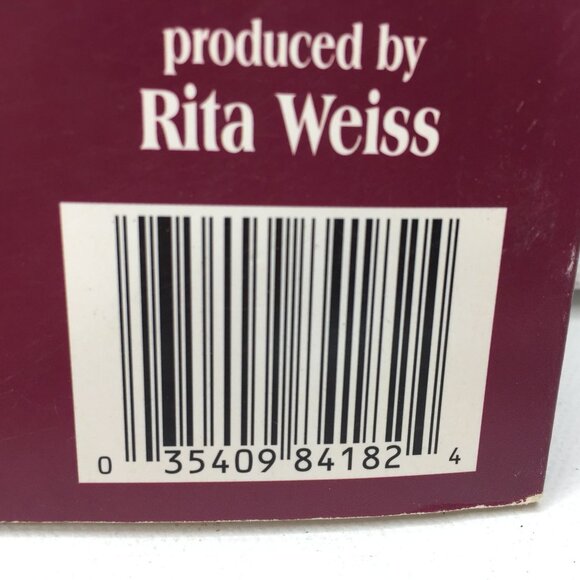 produced by
Rita Weiss
0 35409 84182 4